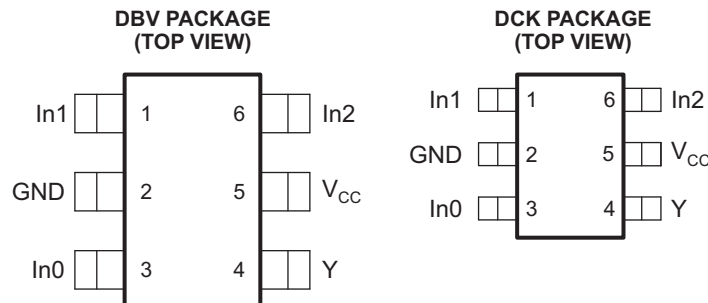 DBV PACKAGE
(TOP VIEW)
In1 1 6 In2
GND 2 5 VCC
In0 3 4 Y
DCK PACKAGE
(TOP VIEW)
In1 1 6 In2
GND 2 5 VCC
In0 3 4 Y